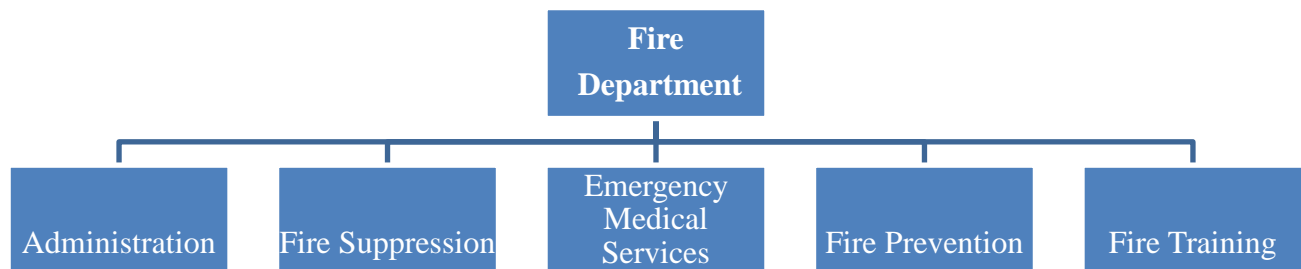 Fire
Department
Administration
Fire Suppression
Emergency
Medical
Services
Fire Prevention
Fire Training